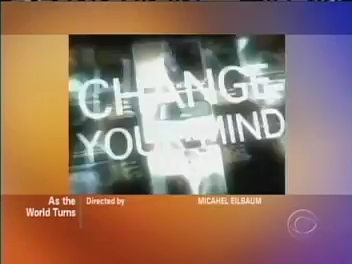 CHANGE
YOUR MIND
As the
World Turns
Directed by
MICAHEL EILBAUM